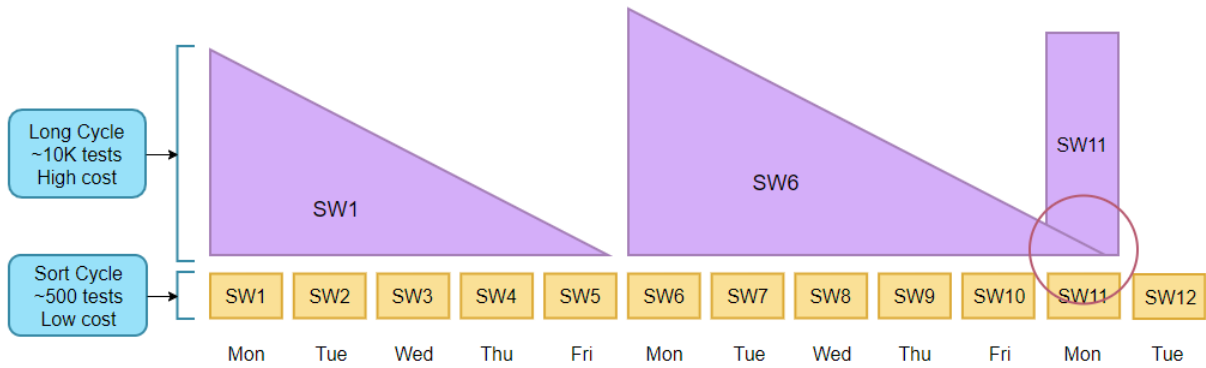 Long Cycle
~10K tests
High cost
SW1
SW6
SW11
Sort Cycle
~500 tests
Low cost
SW1 SW2 SW3 SW4 SW5 SW6 SW7 SW8 SW9 SW10 SW11 SW12
Mon Tue Wed Thu Fri Mon Tue Wed Thu Fri Mon Tue